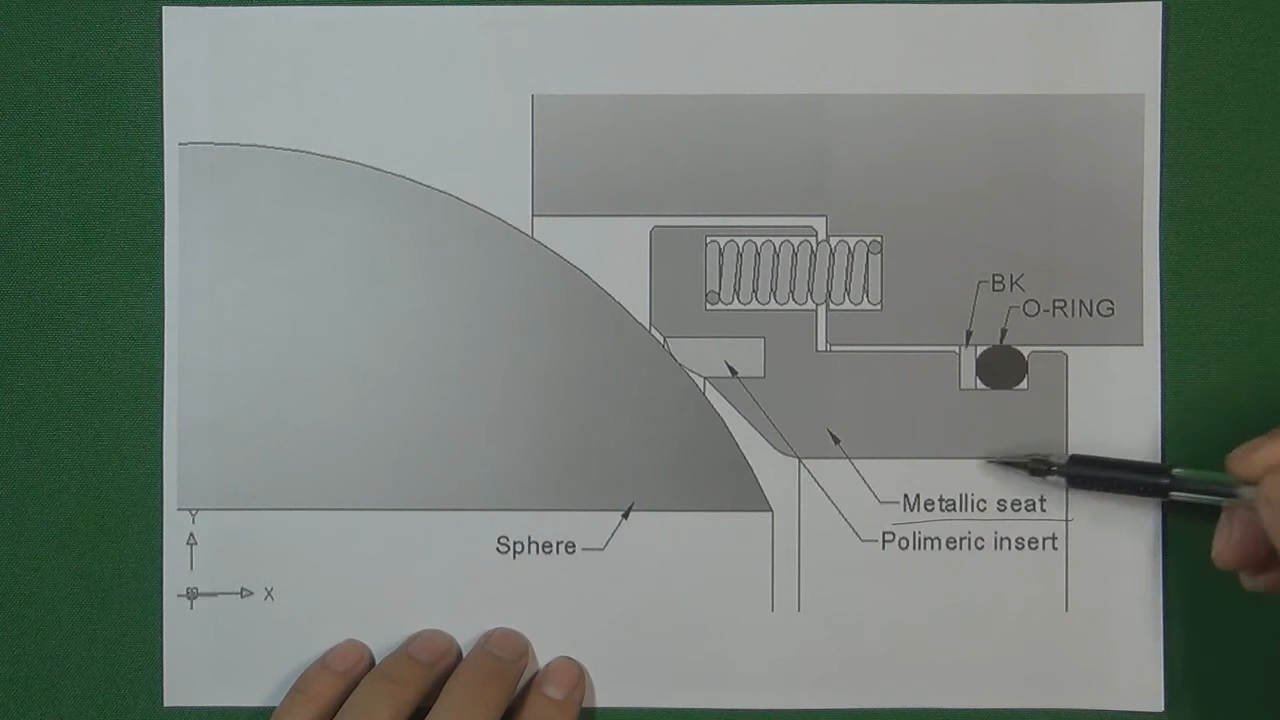 BK
O-RING
Metallic seat
Polimeric insert
Sphere
Y
X